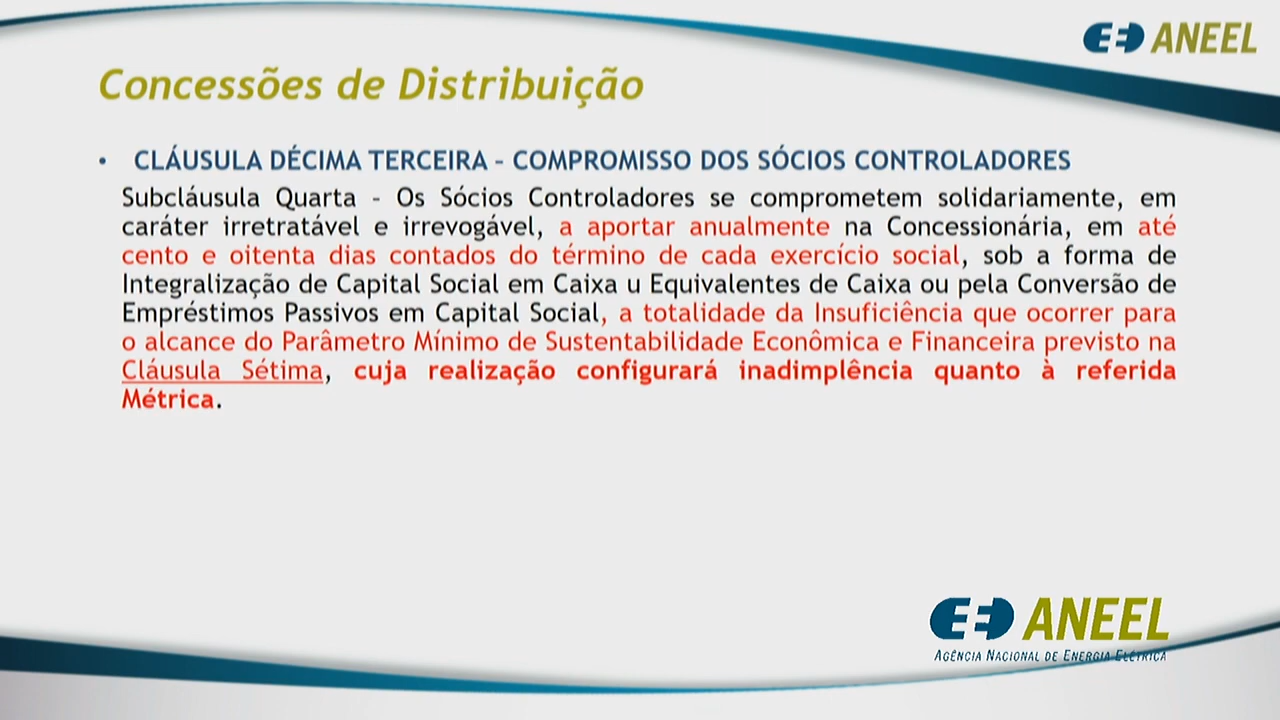 ANEEL
Concessões de Distribuição
• CLÁUSULA DÉCIMA TERCEIRA – COMPROMISSO DOS SÓCIOS CONTROLADORES
Subcláusula Quarta – Os Sócios Controladores se comprometem solidariamente, em
caráter irretratável e irrevogável, a aportar anualmente na Concessionária, em até
cento e oitenta dias contados do término de cada exercício social, sob a forma de
Integralização de Capital Social em Caixa u Equivalentes de Caixa ou pela Conversão de
Empréstimos Passivos em Capital Social, a totalidade da Insuficiência que ocorrer para
o alcance do Parâmetro Mínimo de Sustentabilidade Econômica e Financeira previsto na
Cláusula Sétima, cuja realização configurará inadimplência quanto à referida
Métrica.
ANEEL
AGÊNCIA NACIONAL DE ENERGIA ELÉTRICA